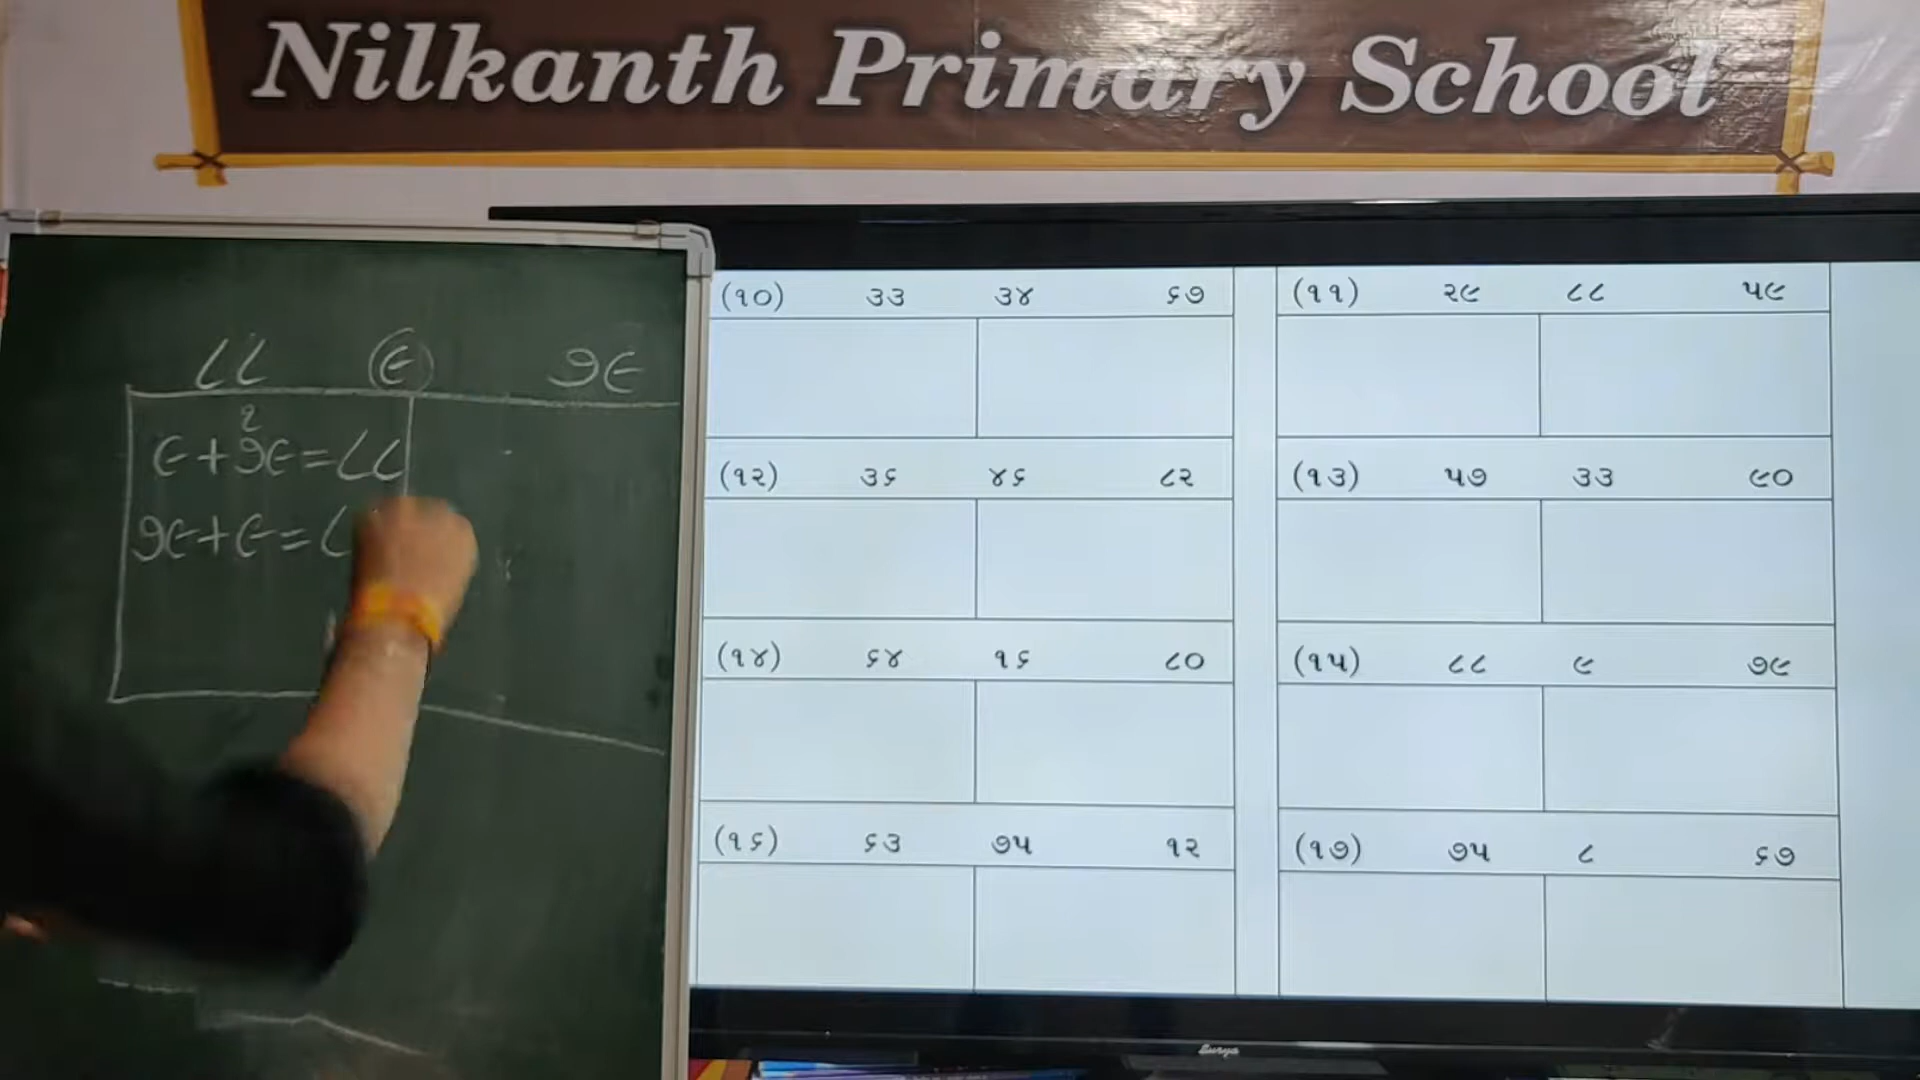 Nilkanth Primary School
૮૮ ૯ ૭૯
૧
૯+૭૯=૮૮
૭૯+૯=૮
(૧૦) ૩૩ ૩૪ ૬૭
(૧૧) ૨૯ ૮૮ ૫૯
(૧૨) ૩૬ ૪૬ ૮૨
(૧૩) ૫૭ ૩૩ ૯૦
(૧૪) ૬૪ ૧૬ ૮૦
(૧૫) ૮૮ ૯ ૭૯
(૧૬) ૬૩ ૭૫ ૧૨
(૧૭) ૭૫ ૮ ૬૭
Surya